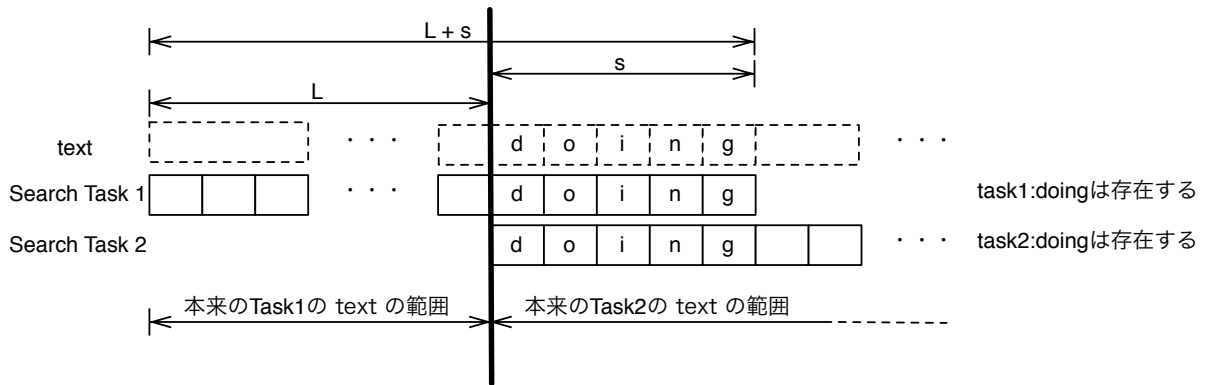 L + s
s
L
text ・・・ d o i n g ・・・
Search Task 1 ・・・ d o i n g task1:doingは存在する
Search Task 2 d o i n g ・・・ task2:doingは存在する
本来のTask1の text の範囲 本来のTask2の text の範囲